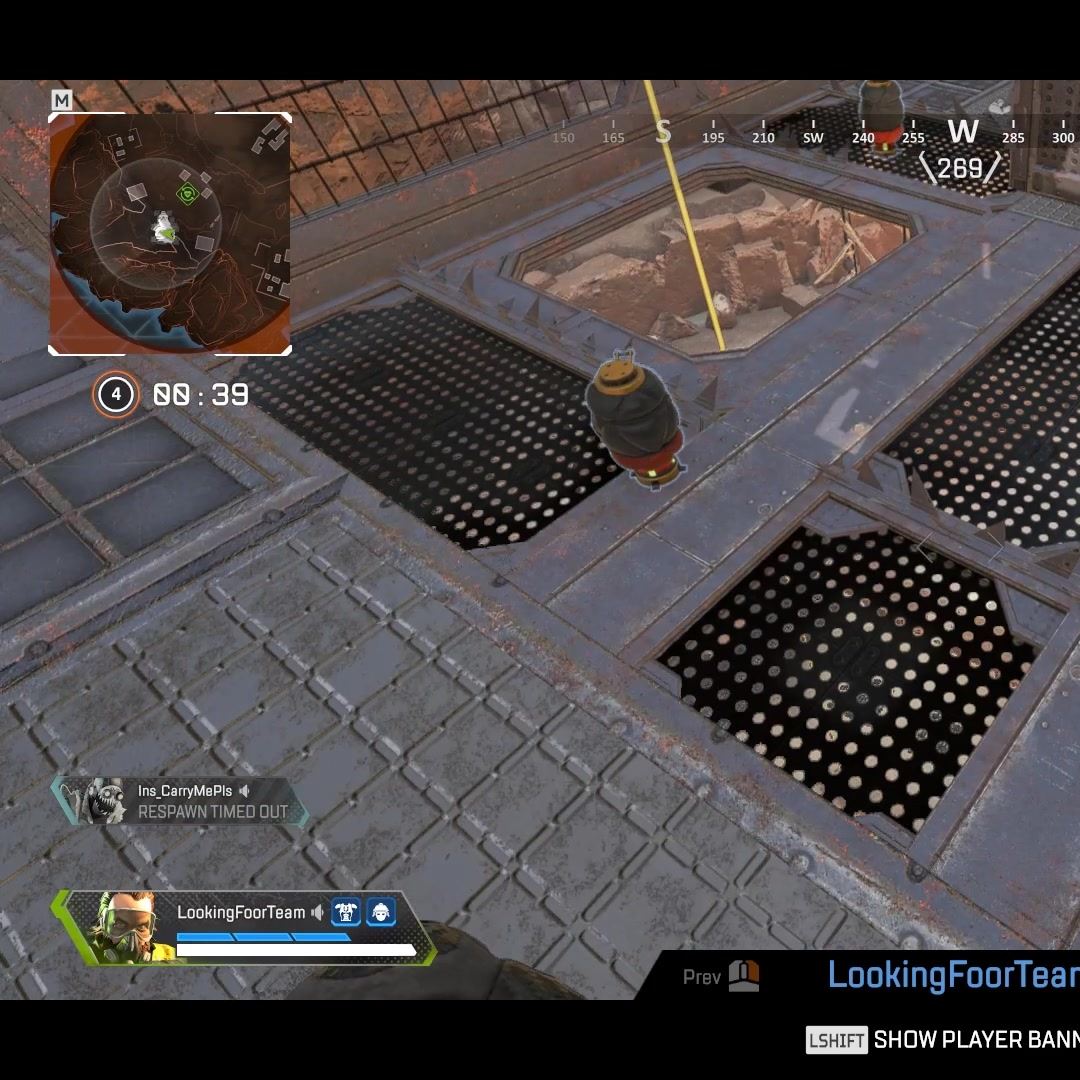 M
150 165 S 195 210 SW 240 255 W 285 300
269
4 00:39
Ins_CarryMePls
RESPAWN TIMED OUT
LookingFoorTeam
Prev LookingFoorTeam
LSHIFT SHOW PLAYER BANN